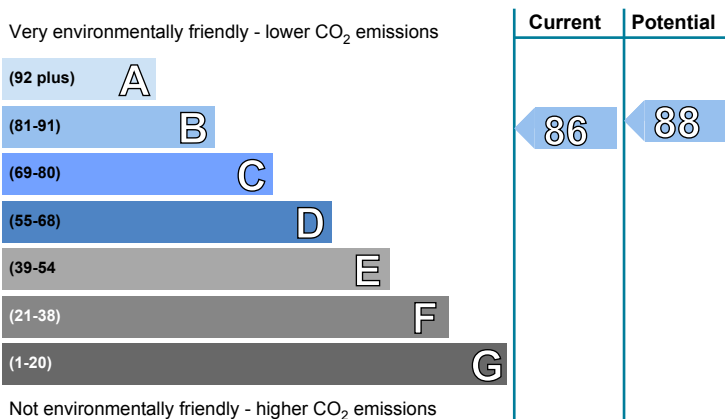 Current Potential
Very environmentally friendly - lower CO2 emissions
(92 plus) A
(81-91) B
86 88
(69-80) C
(55-68) D
(39-54 E
(21-38) F
(1-20) G
Not environmentally friendly - higher CO2 emissions